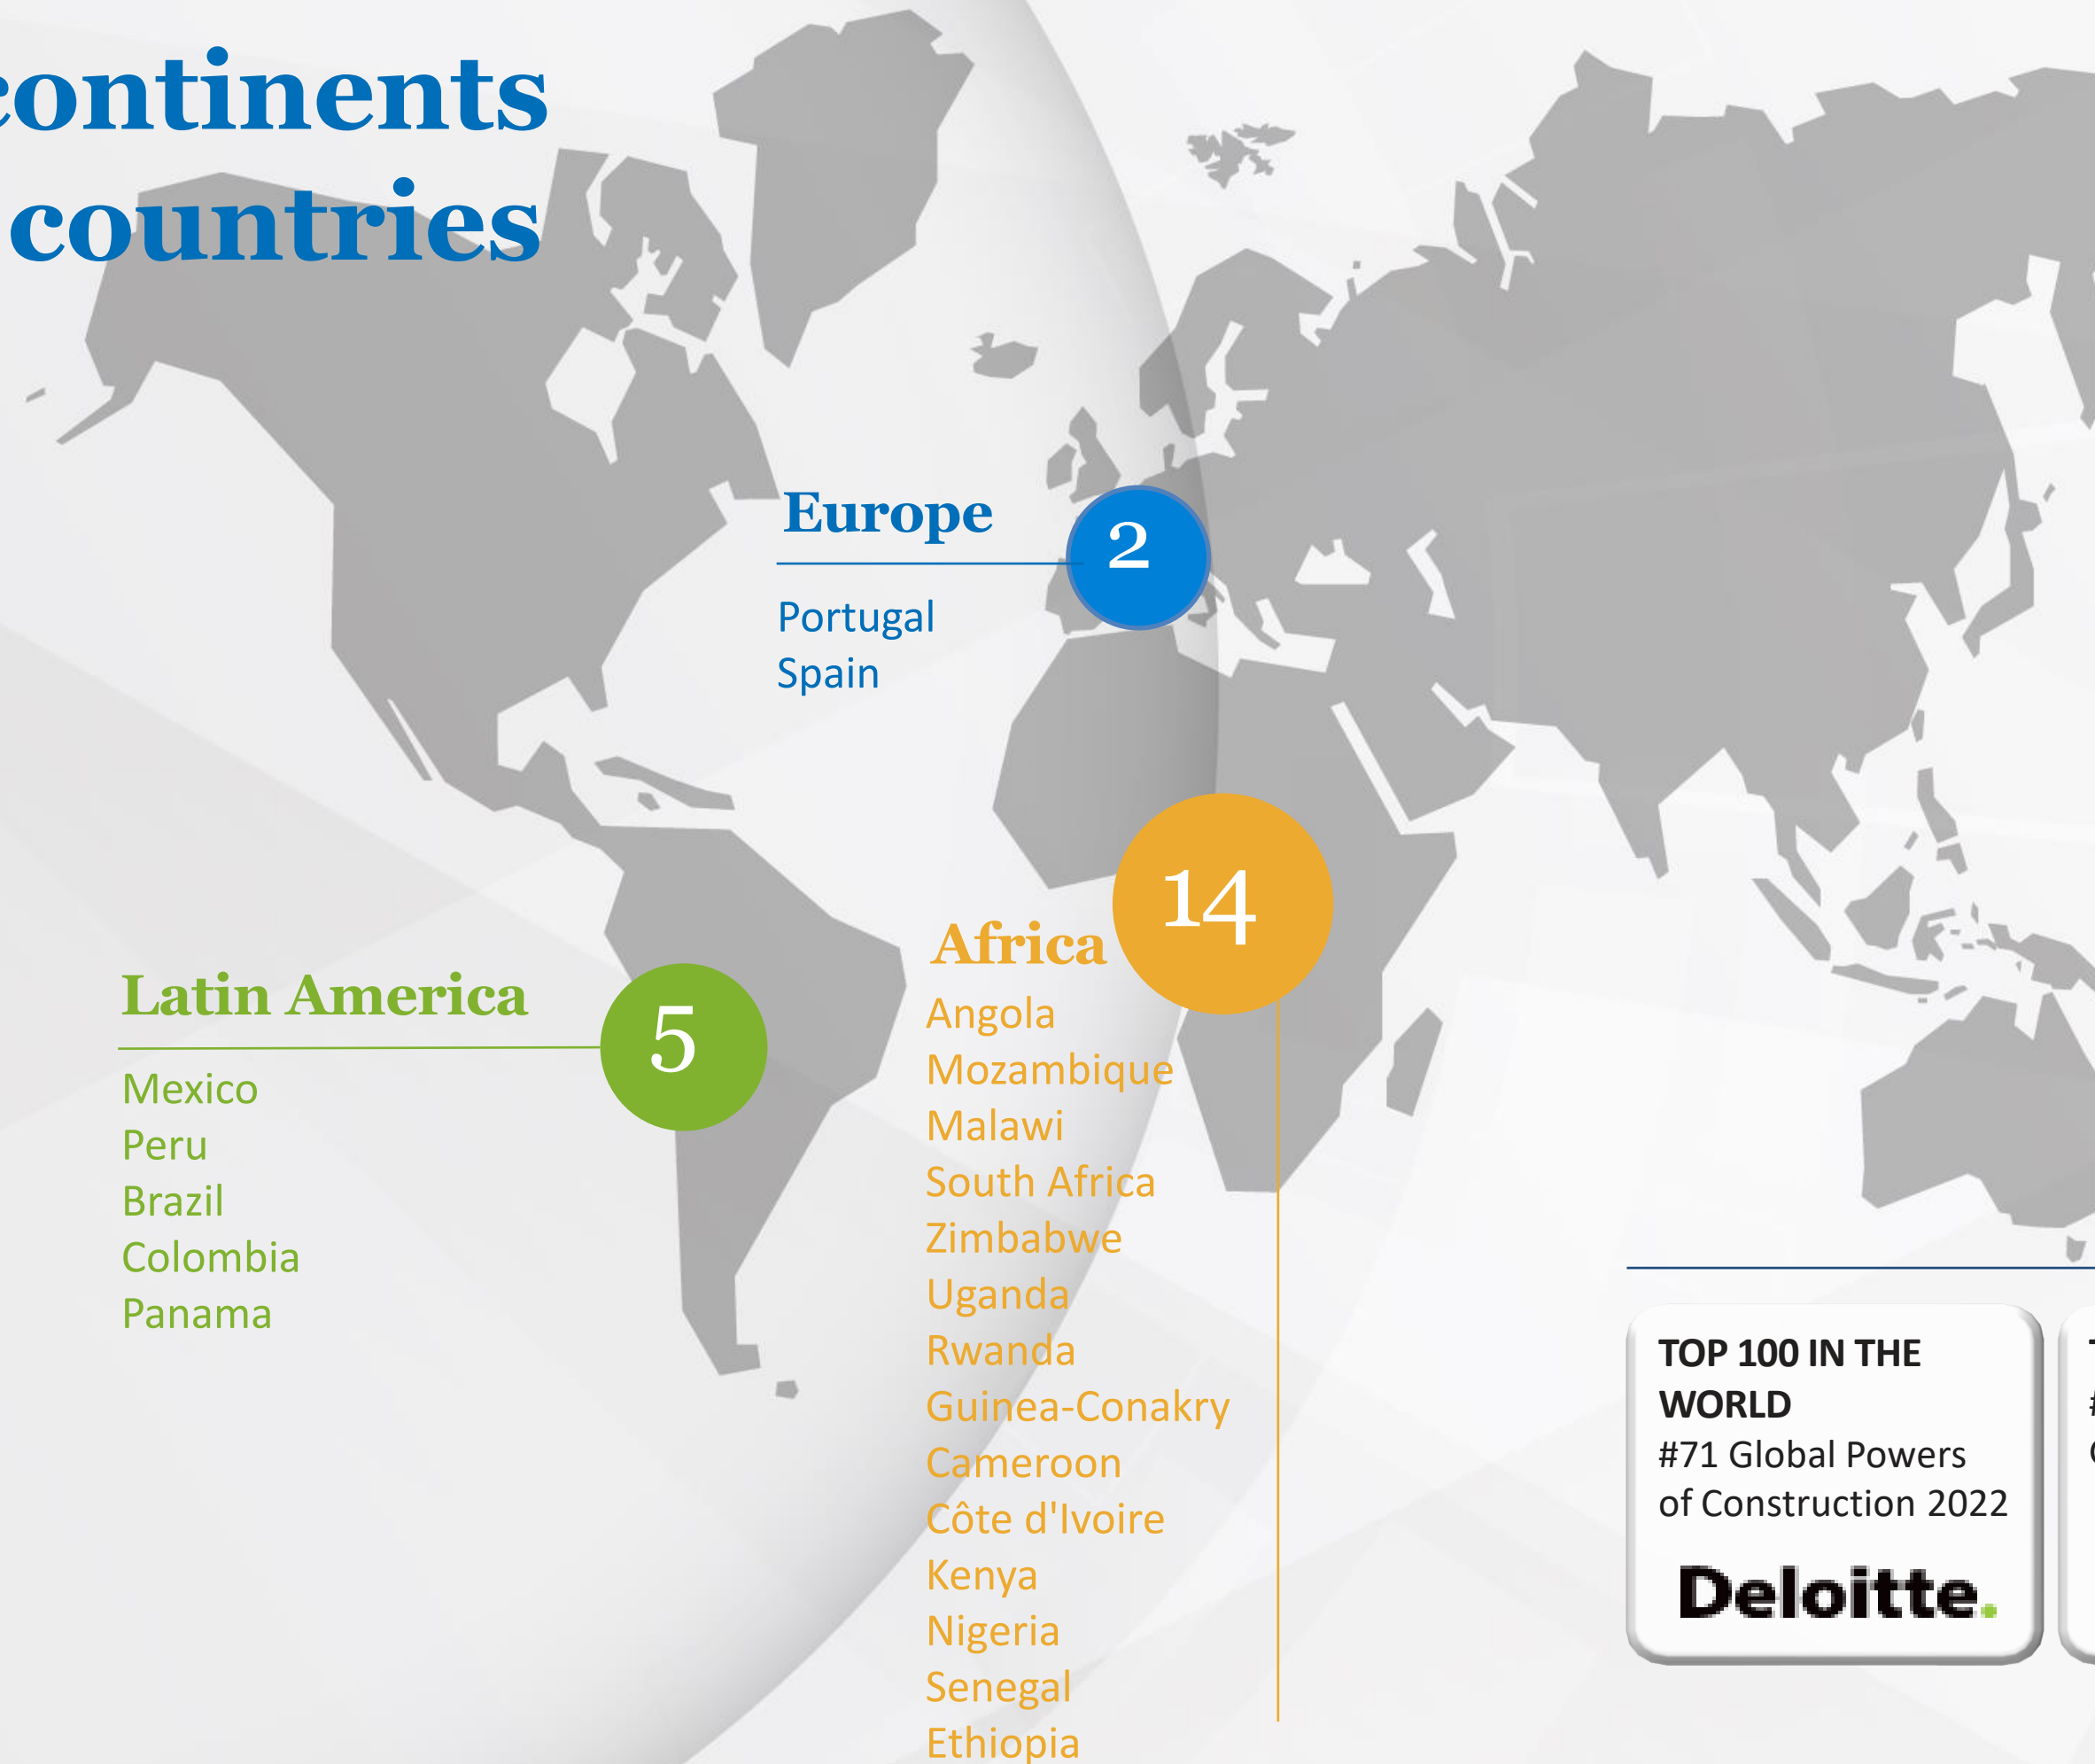 continents
countries
Europe
2
Portugal
Spain
14
Africa
Angola
Mozambique
Malawi
South Africa
Zimbabwe
Uganda
Rwanda
Guinea-Conakry
Cameroon
Côte d'Ivoire
Kenya
Nigeria
Senegal
Ethiopia
Latin America
5
Mexico
Peru
Brazil
Colombia
Panama
TOP 100 IN THE
WORLD
#71 Global Powers
of Construction 2022
Deloitte.